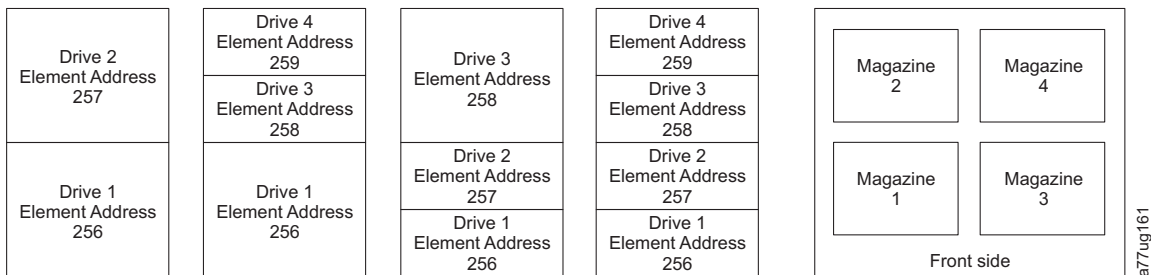 Drive 2
Element Address
257
Drive 1
Element Address
256
Drive 4
Element Address
259
Drive 3
Element Address
258
Drive 1
Element Address
256
Drive 3
Element Address
258
Drive 2
Element Address
257
Drive 1
Element Address
256
Drive 4
Element Address
259
Drive 3
Element Address
258
Drive 2
Element Address
257
Drive 1
Element Address
256
Magazine
2
Magazine
4
Magazine
1
Magazine
3
Front side
a77ug161